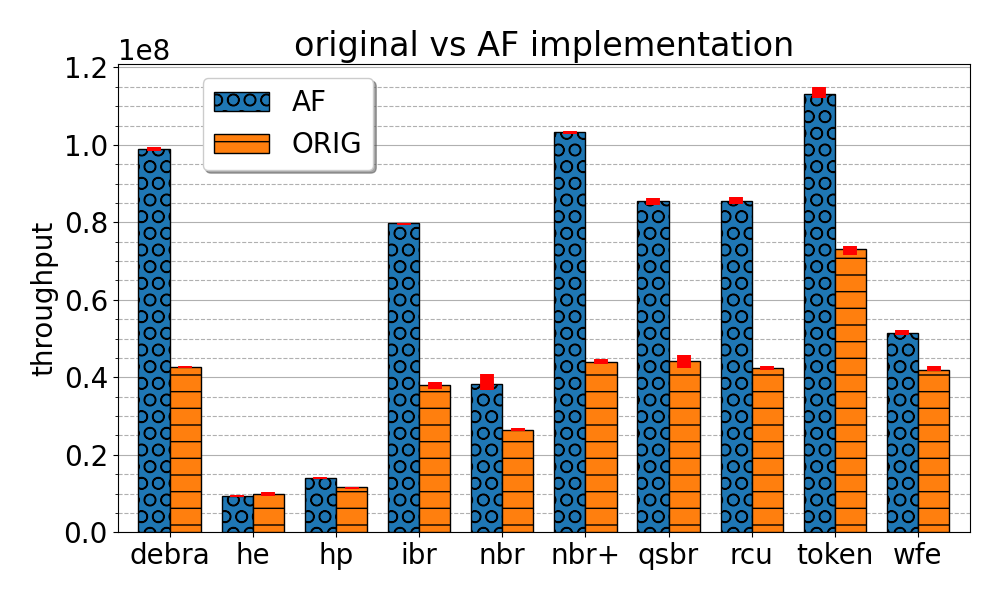 original vs AF implementation
1e8
AF
ORIG
throughput
1.2
1.0
0.8
0.6
0.4
0.2
0.0
debra he hp ibr nbr nbr+ qsbr rcu token wfe